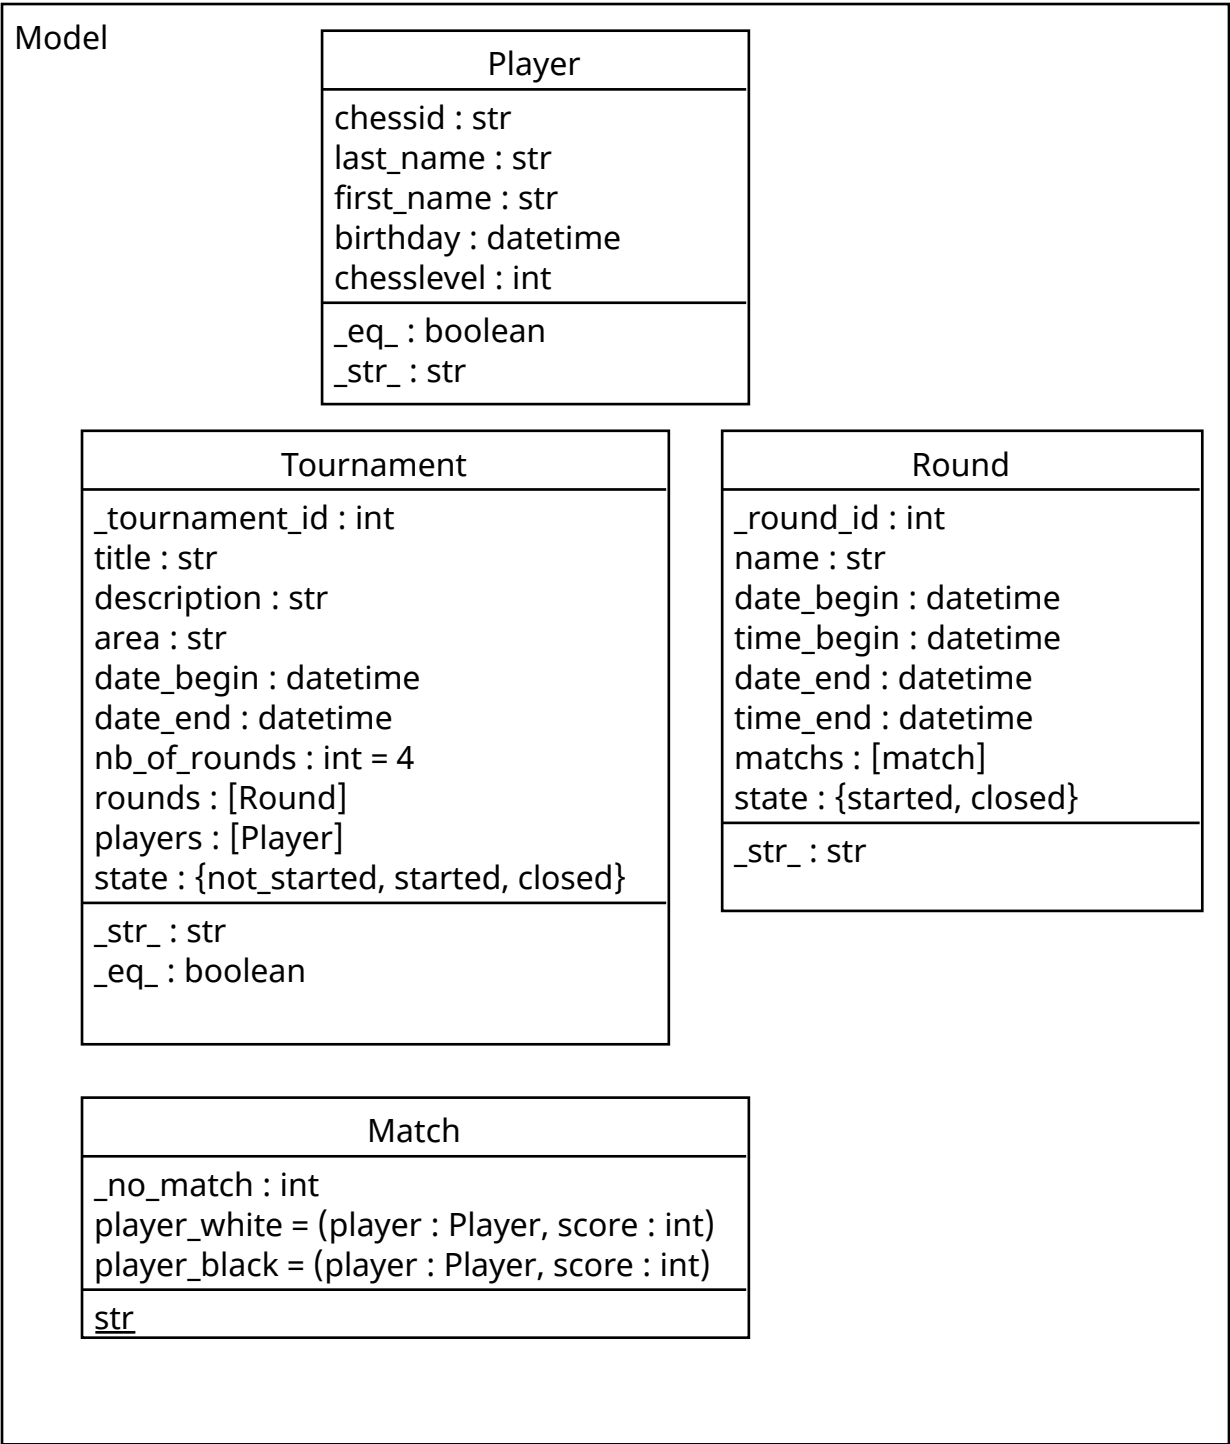 Model
Player
chessid : str
last_name : str
first_name : str
birthday : datetime
chesslevel : int
_eq_ : boolean
_str_ : str
Tournament
_tournament_id : int
title : str
description : str
area : str
date_begin : datetime
date_end : datetime
nb_of_rounds : int = 4
rounds : [Round]
players : [Player]
state : {not_started, started, closed}
_str_ : str
_eq_ : boolean
Round
_round_id : int
name : str
date_begin : datetime
time_begin : datetime
date_end : datetime
time_end : datetime
matchs : [match]
state : {started, closed}
_str_ : str
Match
_no_match : int
player_white = (player : Player, score : int)
player_black = (player : Player, score : int)
str